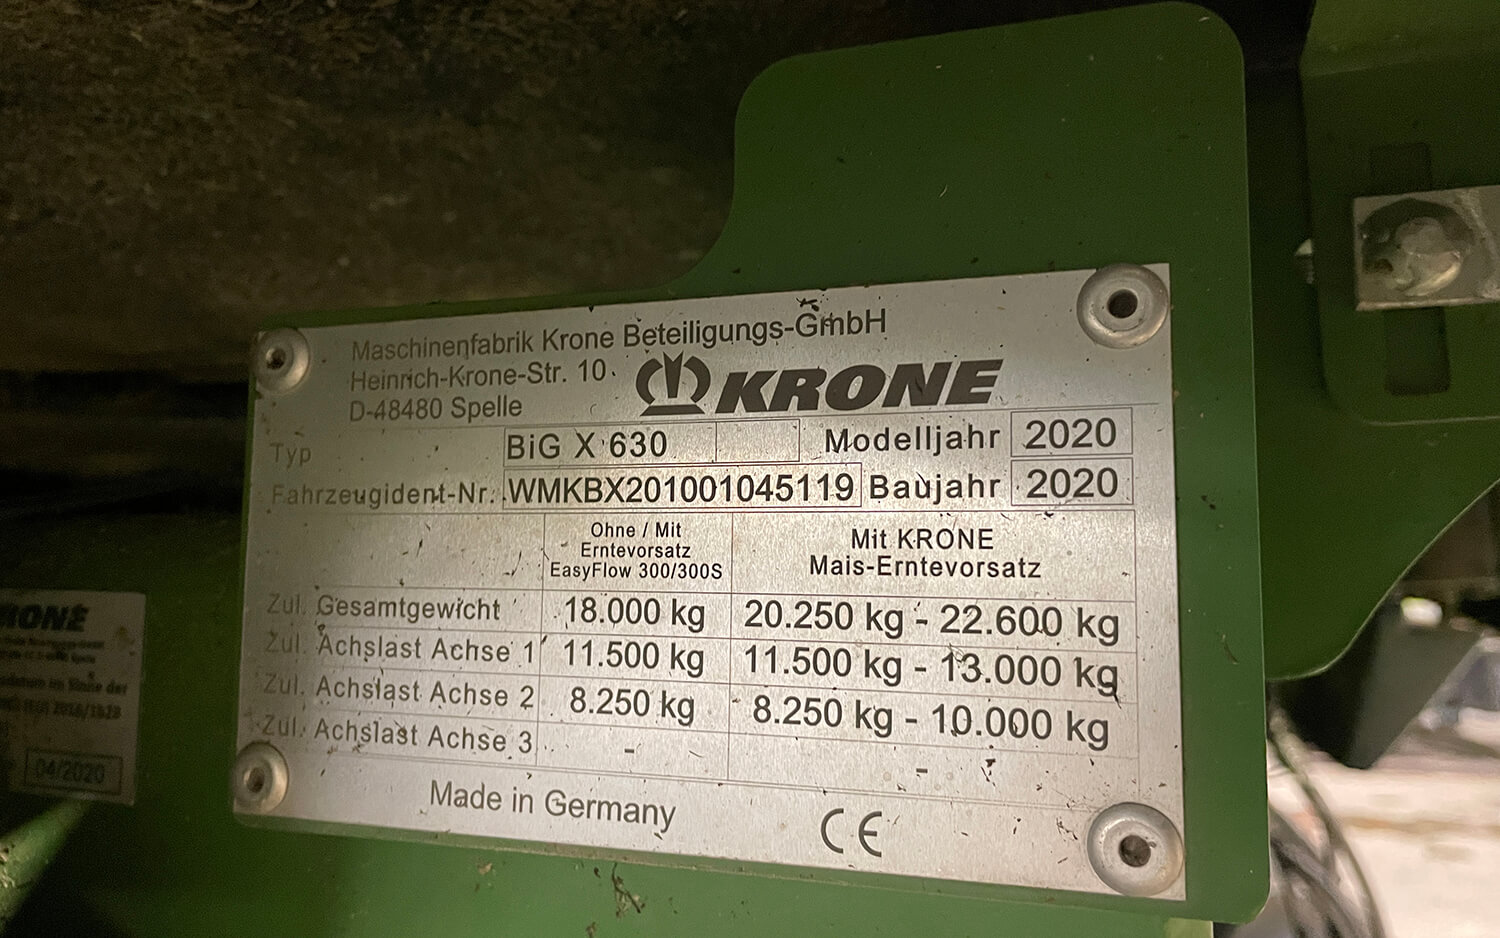 Maschinenfabrik Krone Beteiligungs-GmbH
Heinrich-Krone-Str. 10
D-48480 Spelle
KRONE
Typ BiG X 630 Modelljahr 2020
Fahrzeugident-Nr. WMKBX201001045119 Baujahr 2020
Ohne / Mit
Erntevorsatz
EasyFlow 300/300S
Mit KRONE
Mais-Erntevorsatz
Zul. Gesamtgewicht 18.000 kg 20.250 kg - 22.600 kg
Zul. Achslast Achse 1 11.500 kg 11.500 kg - 13.000 kg
Zul. Achslast Achse 2 8.250 kg 8.250 kg - 10.000 kg
Zul. Achslast Achse 3 - -
Made in Germany CE
KRONE
im Sinne der
04/2020